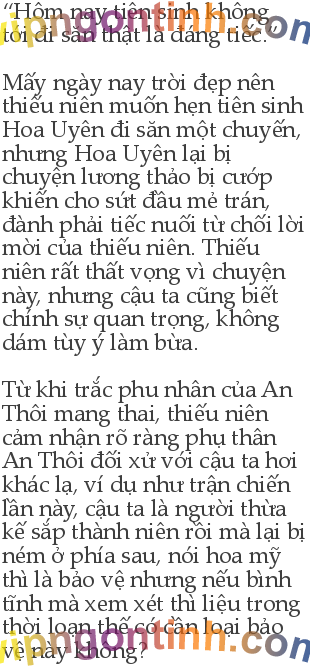 “Hôm nay tiên sinh không
tới đi săn thật là đáng tiếc.”
vipngontinh.com
Mấy ngày nay trời đẹp nên
thiếu niên muốn hẹn tiên sinh
Hoa Uyên đi săn một chuyến,
nhưng Hoa Uyên lại bị
chuyện lương thảo bị cướp
khiến cho sứt đầu mẻ trán,
đành phải tiếc nuối từ chối lời
mời của thiếu niên. Thiếu
niên rất thất vọng vì chuyện
này, nhưng cậu ta cũng biết
chính sự quan trọng, không
dám tùy ý làm bừa.
Từ khi trắc phu nhân của An
Thôi mang thai, thiếu niên
cảm nhận rõ ràng phụ thân
An Thôi đối xử với cậu ta hơi
khác lạ, ví dụ như trận chiến
lần này, cậu ta là người thừa
kế sắp thành niên rồi mà lại bị
ném ở phía sau, nói hoa mỹ
thì là bảo vệ nhưng nếu bình
tĩnh mà xem xét thì liệu trong
thời loạn thế có cần loại bảo
vệ này không?
vipngontinh.com